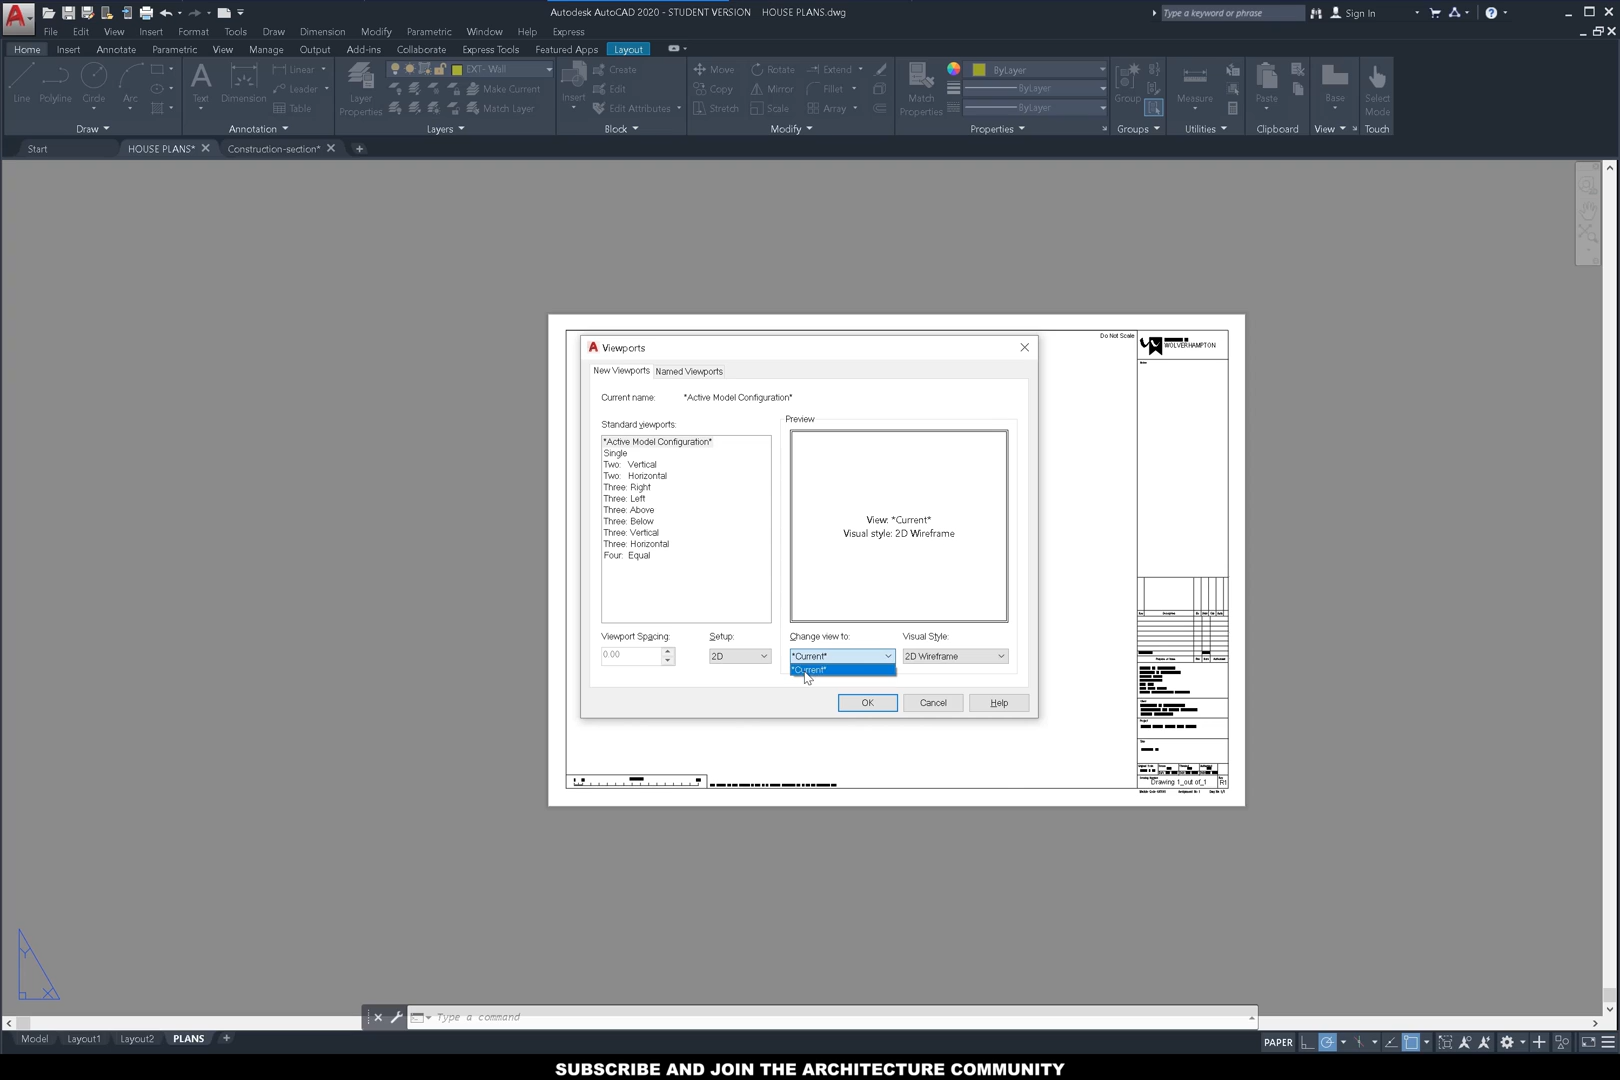 Autodesk AutoCAD 2020 - STUDENT VERSION HOUSE PLANS.dwg
Type a keyword or phrase
Sign In
File Edit View Insert Format Tools Draw Dimension Modify Parametric Window Help Express
Home Insert Annotate Parametric View Manage Output Add-ins Collaborate Express Tools Featured Apps Layout
Line Polyline Circle Arc
Draw
Text Dimension
Linear
Leader
Table
Annotation
Layer Properties
EXT- Wall
Make Current
Match Layer
Layers
Insert
Create
Edit
Edit Attributes
Block
Move Rotate Extend
Copy Mirror Fillet
Stretch Scale Array
Modify
Match Properties
ByLayer
ByLayer
ByLayer
Properties
Group
Groups
Measure
Utilities
Paste
Clipboard
Base
View
Select Mode
Touch
Start HOUSE PLANS* Construction-section*
Do Not Scale
WOLVERHAMPTON
Viewports
New Viewports Named Viewports
Current name: *Active Model Configuration*
Standard viewports:
*Active Model Configuration*
Single
Two: Vertical
Two: Horizontal
Three: Right
Three: Left
Three: Above
Three: Below
Three: Vertical
Three: Horizontal
Four: Equal
Preview
View: *Current*
Visual style: 2D Wireframe
Viewport Spacing:
0.00
Setup:
2D
Change view to:
*Current*
*Current*
Visual Style:
2D Wireframe
OK Cancel Help
Drawing 1_out of_1
R1
Y
X
Type a command
Model Layout1 Layout2 PLANS
PAPER
SUBSCRIBE AND JOIN THE ARCHITECTURE COMMUNITY